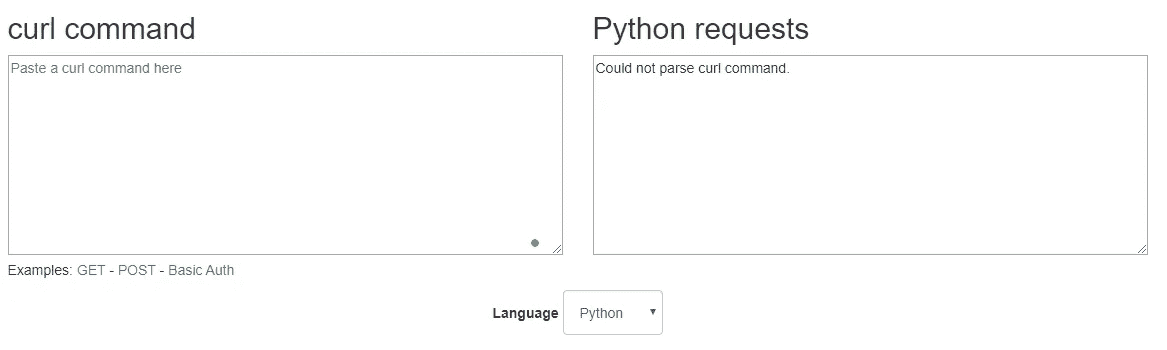 curl command
Python requests
Paste a curl command here
Could not parse curl command.
Examples: GET - POST - Basic Auth
Language Python